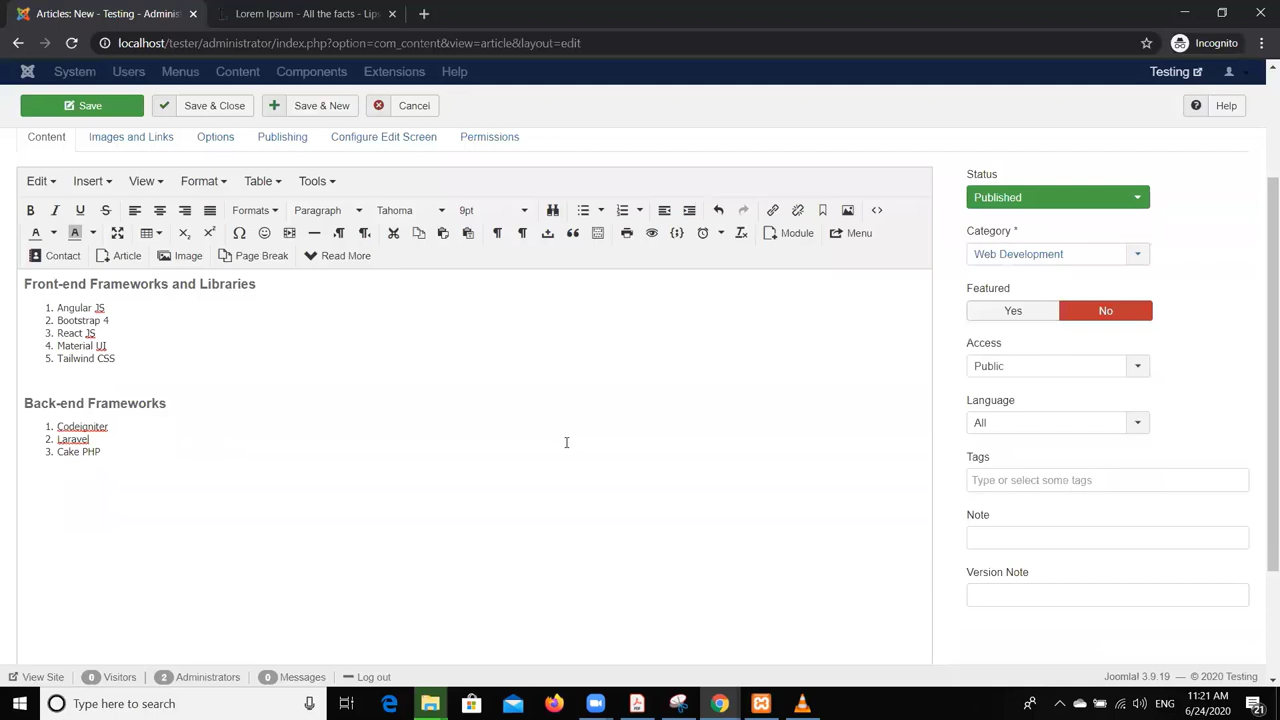 Articles: New - Testing - Adminis
Lorem Ipsum - All the facts - Lips
localhost/tester/administrator/index.php?option=com_content&view=article&layout=edit
Incognito
System Users Menus Content Components Extensions Help
Testing
Save Save & Close Save & New Cancel Help
Content Images and Links Options Publishing Configure Edit Screen Permissions
Edit Insert View Format Table Tools
Formats Paragraph Tahoma 9pt
Module Menu
Contact Article Image Page Break Read More
Front-end Frameworks and Libraries
1. Angular JS
2. Bootstrap 4
3. React JS
4. Material UI
5. Tailwind CSS
Back-end Frameworks
1. Codeigniter
2. Laravel
3. Cake PHP
Status
Published
Category *
Web Development
Featured
Yes No
Access
Public
Language
All
Tags
Type or select some tags
Note
Version Note
View Site 0 Visitors 2 Administrators 0 Messages Log out
Joomla! 3.9.19 — © 2020 Testing
Type here to search
ENG
11:21 AM
6/24/2020
21